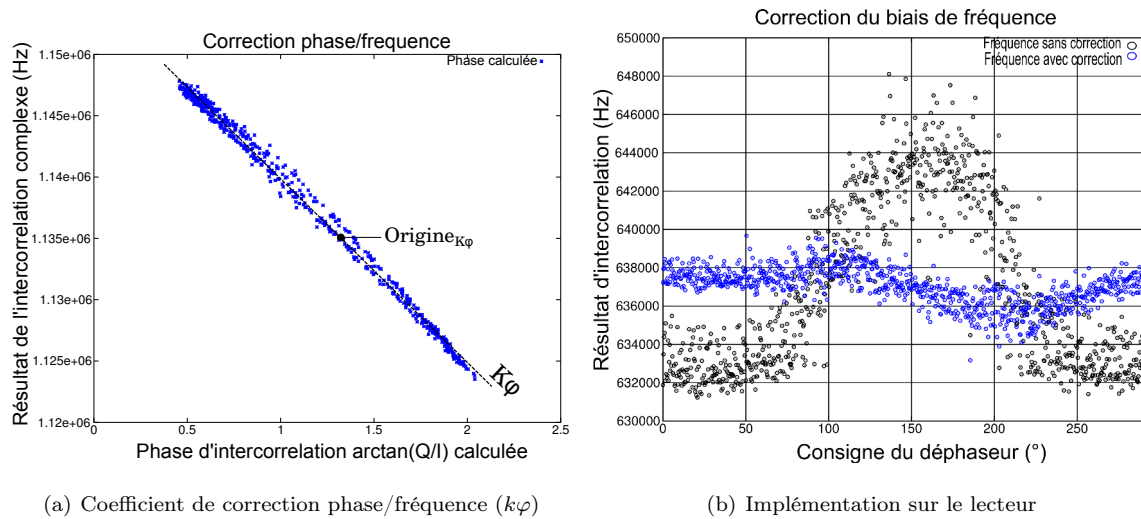 Correction phase/frequence
Résultat de l'intercorrelation complexe (Hz)
1.15e+06
1.145e+06
1.14e+06
1.135e+06
1.13e+06
1.125e+06
1.12e+06
Phase calculée
Origine Kφ
Kφ
0 0.5 1 1.5 2 2.5
Phase d'intercorrelation arctan(Q/I) calculée
(a) Coefficient de correction phase/fréquence (kφ)
Correction du biais de fréquence
Résultat d'intercorrelation (Hz)
650000
648000
646000
644000
642000
640000
638000
636000
634000
632000
630000
Fréquence sans correction
Fréquence avec correction
0 50 100 150 200 250
Consigne du déphaseur (°)
(b) Implémentation sur le lecteur